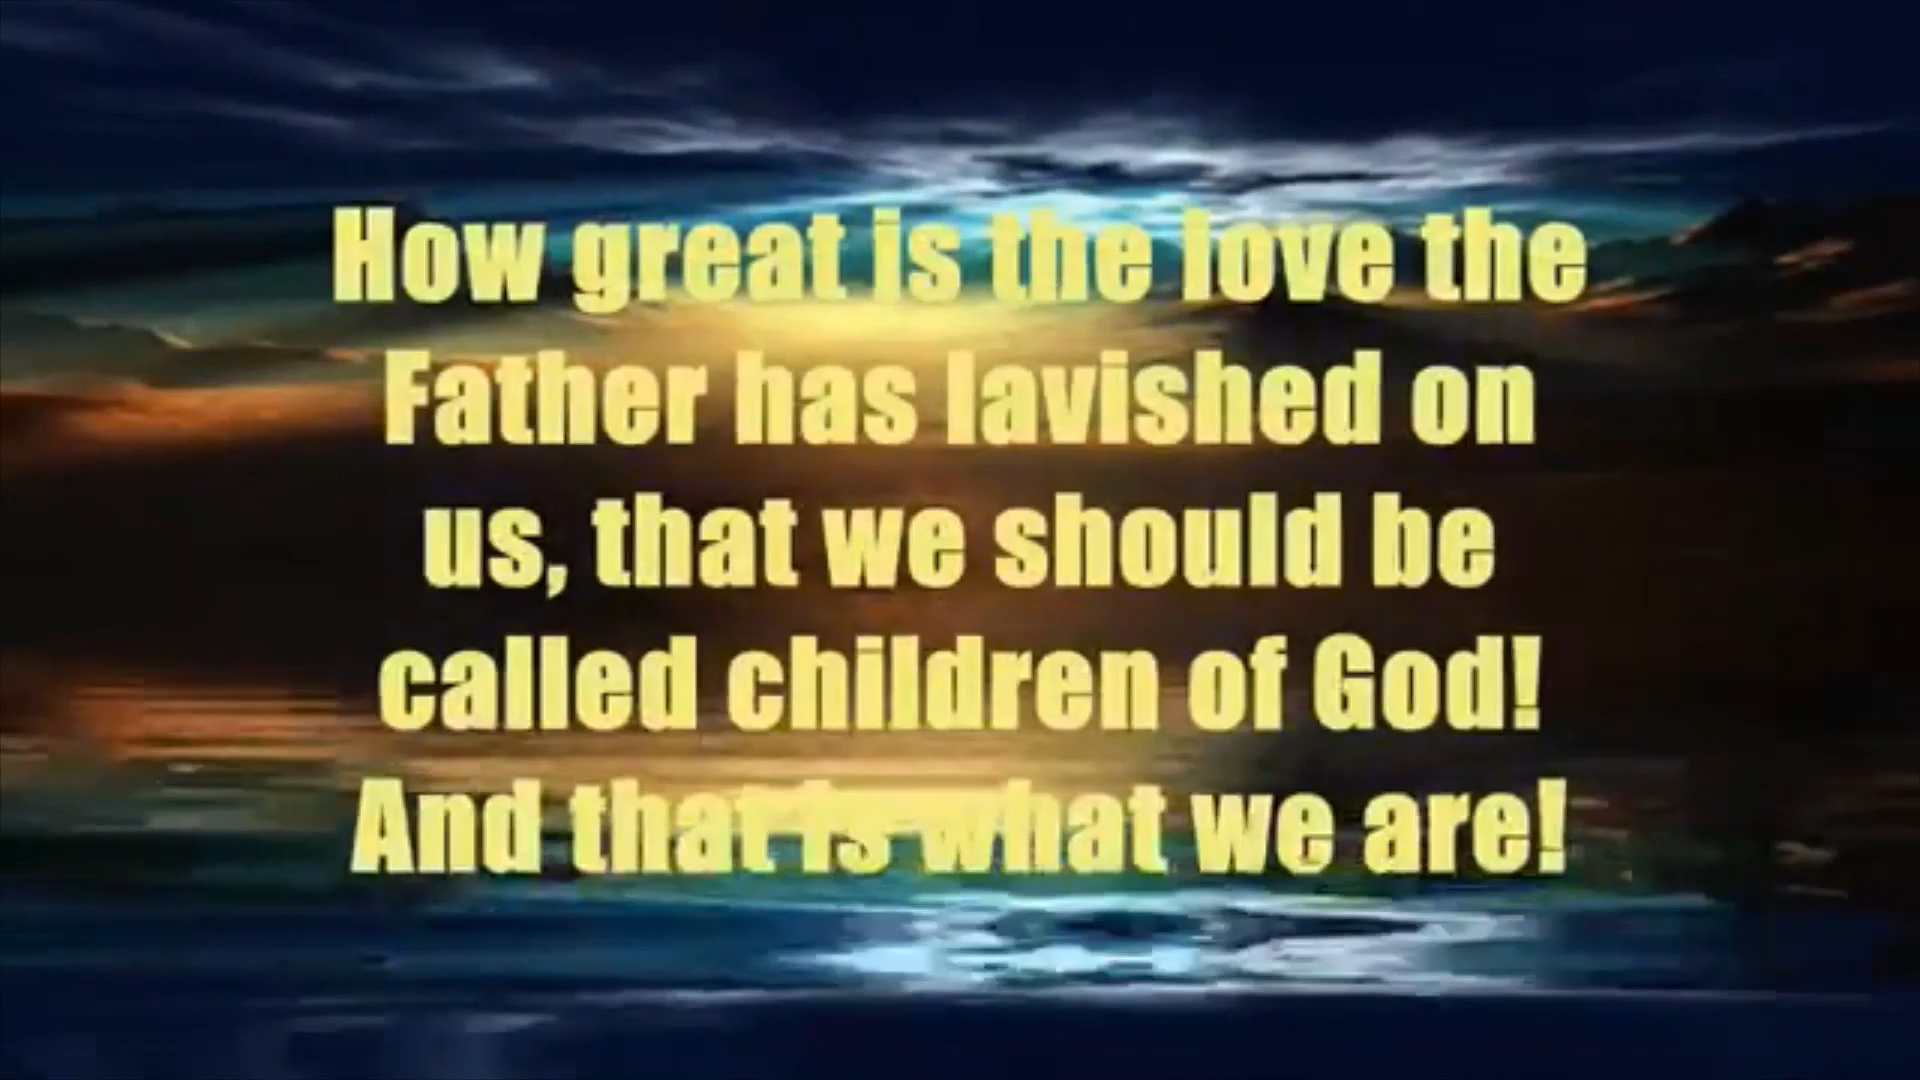 How great is the love the
Father has lavished on
us, that we should be
called children of God!
And that is what we are!